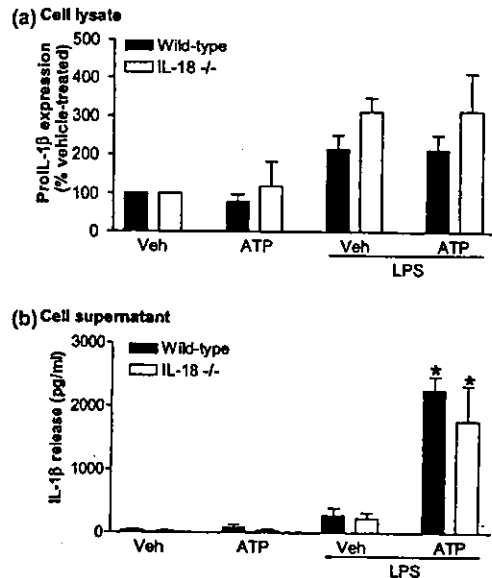 (a) Cell lysate
Wild-type
IL-18 -/-
ProIL-1β expression
(% vehicle-treated)
500
400
300
200
100
0
Veh
ATP
Veh
ATP
LPS
(b) Cell supernatant
Wild-type
IL-18 -/-
IL-1β release (pg/ml)
3000
2000
1000
0
* *
Veh
ATP
Veh
ATP
LPS